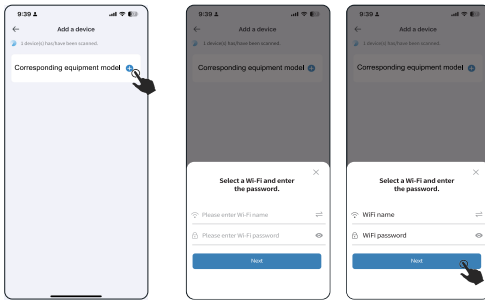 9:39
Add a device
1 device(s) has/have been scanned
Corresponding equipment model
9:39
Add a device
1 device(s) has/have been scanned
Corresponding equipment model
Select a Wi-Fi and enter
the password.
Please enter Wi-Fi name
Please enter Wi-Fi password
Next
9:39
Add a device
1 device(s) has/have been scanned
Corresponding equipment model
Select a Wi-Fi and enter
the password.
WiFi name
WiFi password
Next